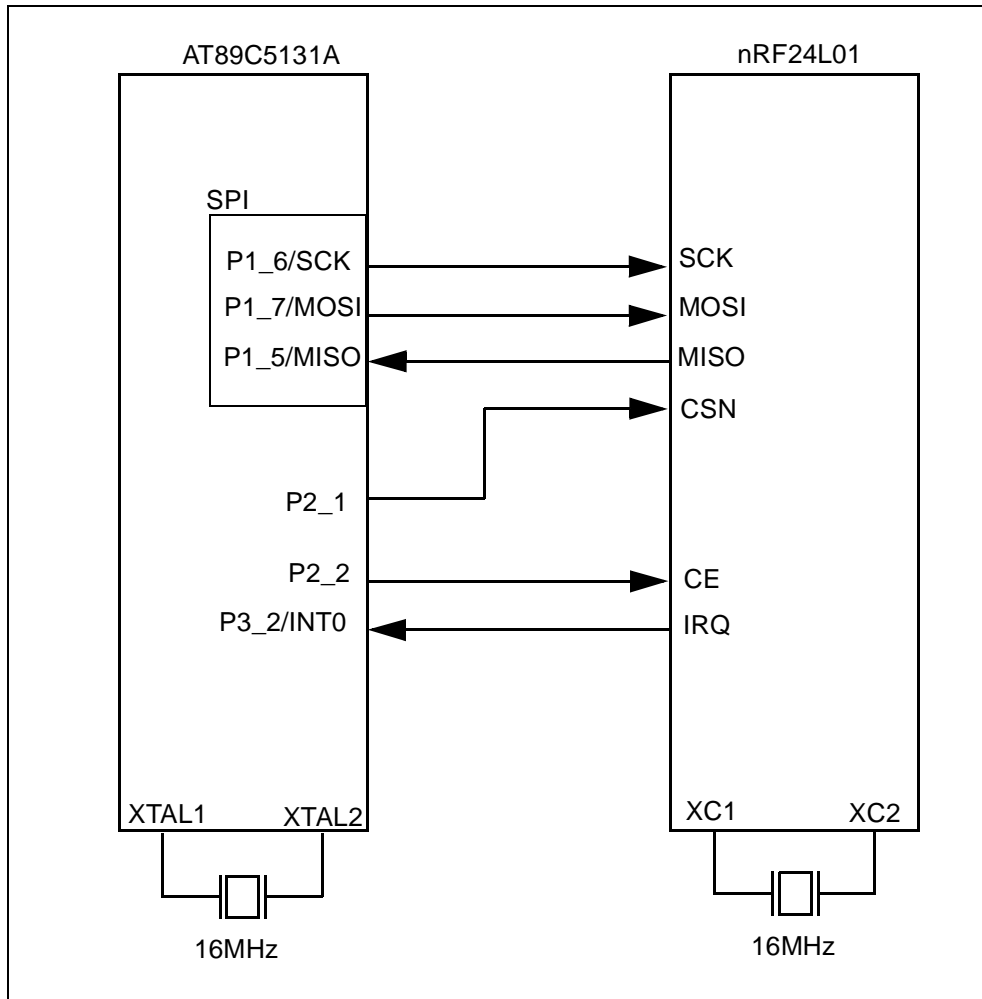 AT89C5131A
nRF24L01
SPI
P1_6/SCK
SCK
P1_7/MOSI
MOSI
P1_5/MISO
MISO
CSN
P2_1
P2_2
CE
P3_2/INT0
IRQ
XTAL1
XTAL2
XC1
XC2
16MHz
16MHz